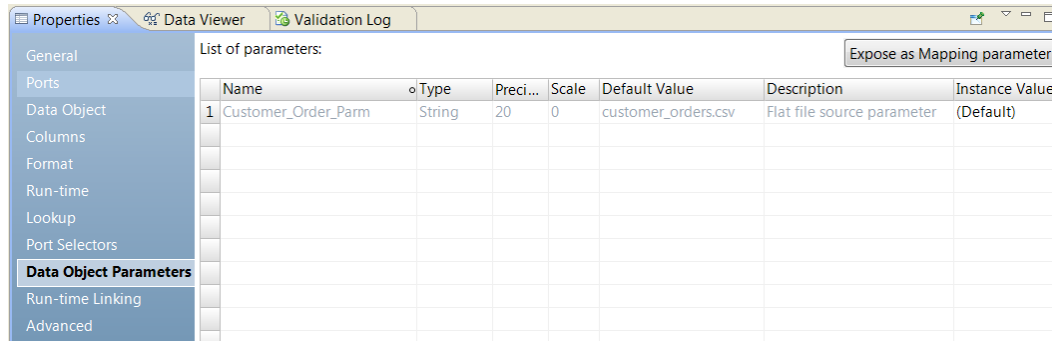 Properties Data Viewer Validation Log
General
Ports
Data Object
Columns
Format
Run-time
Lookup
Port Selectors
Data Object Parameters
Run-time Linking
Advanced
List of parameters:
Expose as Mapping parameter
Name Type Preci... Scale Default Value Description Instance Value
1 Customer_Order_Parm String 20 0 customer_orders.csv Flat file source parameter (Default)